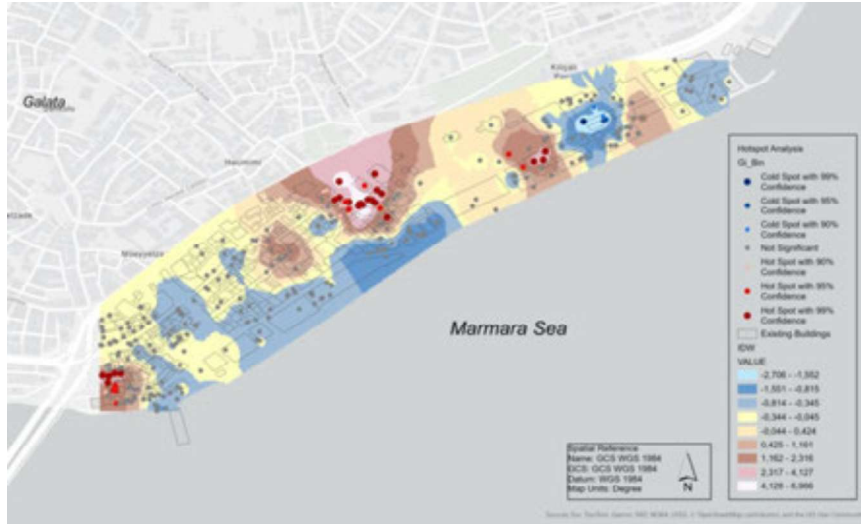 Galata
Marmara Sea
Hotspot Analysis
Gi_Bin
Cold Spot with 99%
Confidence
Cold Spot with 95%
Confidence
Cold Spot with 90%
Confidence
Not Significant
Hot Spot with 90%
Confidence
Hot Spot with 95%
Confidence
Hot Spot with 99%
Confidence
Existing Buildings
IDW
VALUE
-2,706 - -1,552
-1,551 - -0,815
-0,814 - -0,345
-0,344 - -0,045
-0,044 - 0,424
0,425 - 1,161
1,162 - 2,316
2,317 - 4,127
4,128 - 6,966
Spatial Reference
Name: GCS WGS 1984
GCS: GCS WGS 1984
Datum: WGS 1984
Map Units: Degree
N